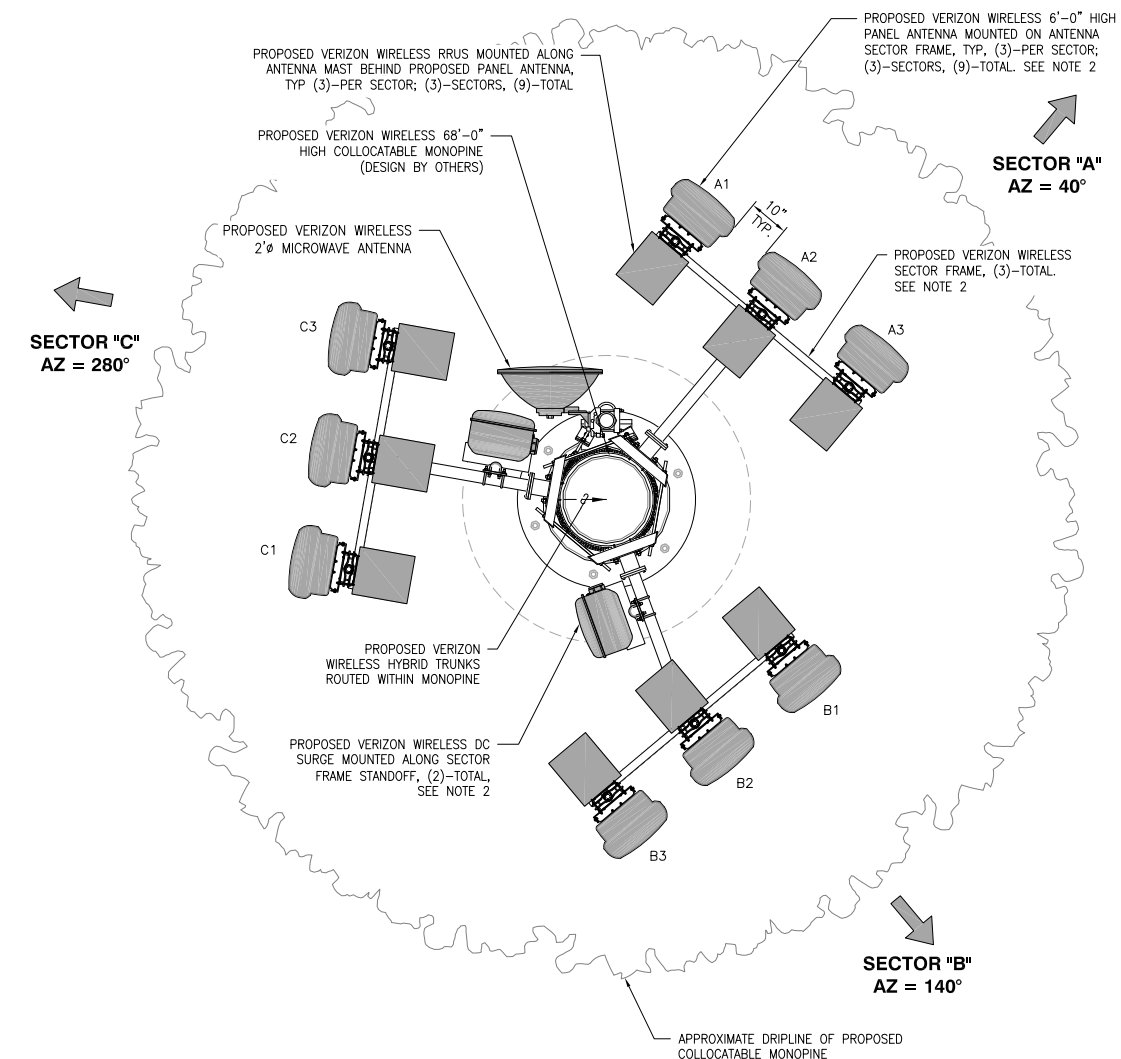 PROPOSED VERIZON WIRELESS 6'-0" HIGH
PANEL ANTENNA MOUNTED ON ANTENNA
SECTOR FRAME, TYP, (3)-PER SECTOR;
(3)-SECTORS, (9)-TOTAL. SEE NOTE 2
PROPOSED VERIZON WIRELESS RRUS MOUNTED ALONG
ANTENNA MAST BEHIND PROPOSED PANEL ANTENNA,
TYP (3)-PER SECTOR; (3)-SECTORS, (9)-TOTAL
PROPOSED VERIZON WIRELESS 68'-0"
HIGH COLLOCATABLE MONOPINE
(DESIGN BY OTHERS)
SECTOR "A"
AZ = 40°
A1
10"
TYP.
PROPOSED VERIZON WIRELESS
2'ø MICROWAVE ANTENNA
A2
PROPOSED VERIZON WIRELESS
SECTOR FRAME, (3)-TOTAL.
SEE NOTE 2
A3
SECTOR "C"
AZ = 280°
C3
C2
C1
PROPOSED VERIZON
WIRELESS HYBRID TRUNKS
ROUTED WITHIN MONOPINE
B1
PROPOSED VERIZON WIRELESS DC
SURGE MOUNTED ALONG SECTOR
FRAME STANDOFF, (2)-TOTAL,
SEE NOTE 2
B2
B3
SECTOR "B"
AZ = 140°
APPROXIMATE DRIPLINE OF PROPOSED
COLLOCATABLE MONOPINE